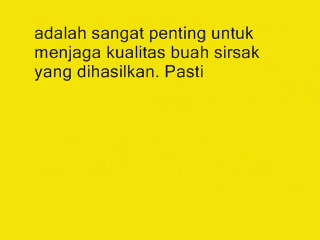 adalah sangat penting untuk
menjaga kualitas buah sirsak
yang dihasilkan. Pasti